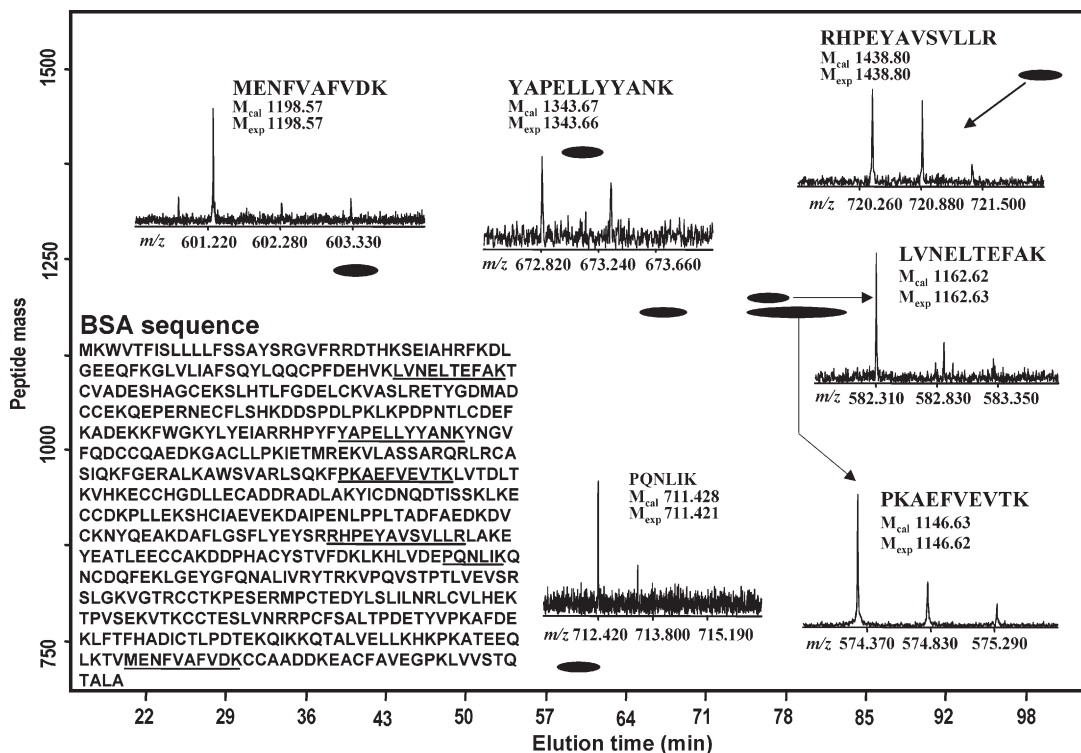 Peptide mass
1500
1250
1000
750
MENFVAFVDK
Mcal 1198.57
Mexp 1198.57
m/z 601.220 602.280 603.330
YAPELLYYANK
Mcal 1343.67
Mexp 1343.66
m/z 672.820 673.240 673.660
RHPEYAVSVLLR
Mcal 1438.80
Mexp 1438.80
m/z 720.260 720.880 721.500
LVNELTEFAK
Mcal 1162.62
Mexp 1162.63
m/z 582.310 582.830 583.350
BSA sequence
MKWVTFISLLLLFSSAYSRGVFRRDTHKSEIAHRFKDL
GEEQFKGLVLIAFSQYLQQCPFDEHVKLVNELTEFAKT
CVADESHAGCEKSLHTLFGDELCKVASLRETYGDMAD
CCEKQEPERNECFLSHKDDSPDLPKLKPDPNTLCDEF
KADEKKFWGKYLYEIARRHPYFYAPELLYYANKYNGV
FQDCCQAEDKGACLLPKIETMREKVLASSARQRLRCA
SIQKFGERALKAWSVARLSQKFPKAEFVEVTKLVTDLT
KVHKECCHGDLLECADDRADLAKYICDNQDTISSKLKE
CCDKPLLEKSHCIAEVEKDAIPENLPPLTADFAEDKDV
CKNYQEAKDAFLGSFLYEYSRRHPEYAVSVLLRLAKE
YEATLEECCAKDDPHACYSTVFDKLKHLVDEPQNLIKQ
NCDQFEKLGEYGFQNALIVRYTRKVPQVSTPTLVEVSR
SLGKVGTRCCTKPESERMPCTEDYLSLILNRLCVLHEK
TPVSEKVTKCCTESLVNRRPCFSALTPDETYVPKAFDE
KLFTFHADICTLPDTEKQIKKQTALVELLKHKPKATEEQ
LKTVMENFVAFVDKCCAADDKEACFAVEGPKLVVSTQ
TALA
PQNLIK
Mcal 711.428
Mexp 711.421
m/z 712.420 713.800 715.190
PKAEFVEVTK
Mcal 1146.63
Mexp 1146.62
m/z 574.370 574.830 575.290
22 29 36 43 50 57 64 71 78 85 92 98
Elution time (min)